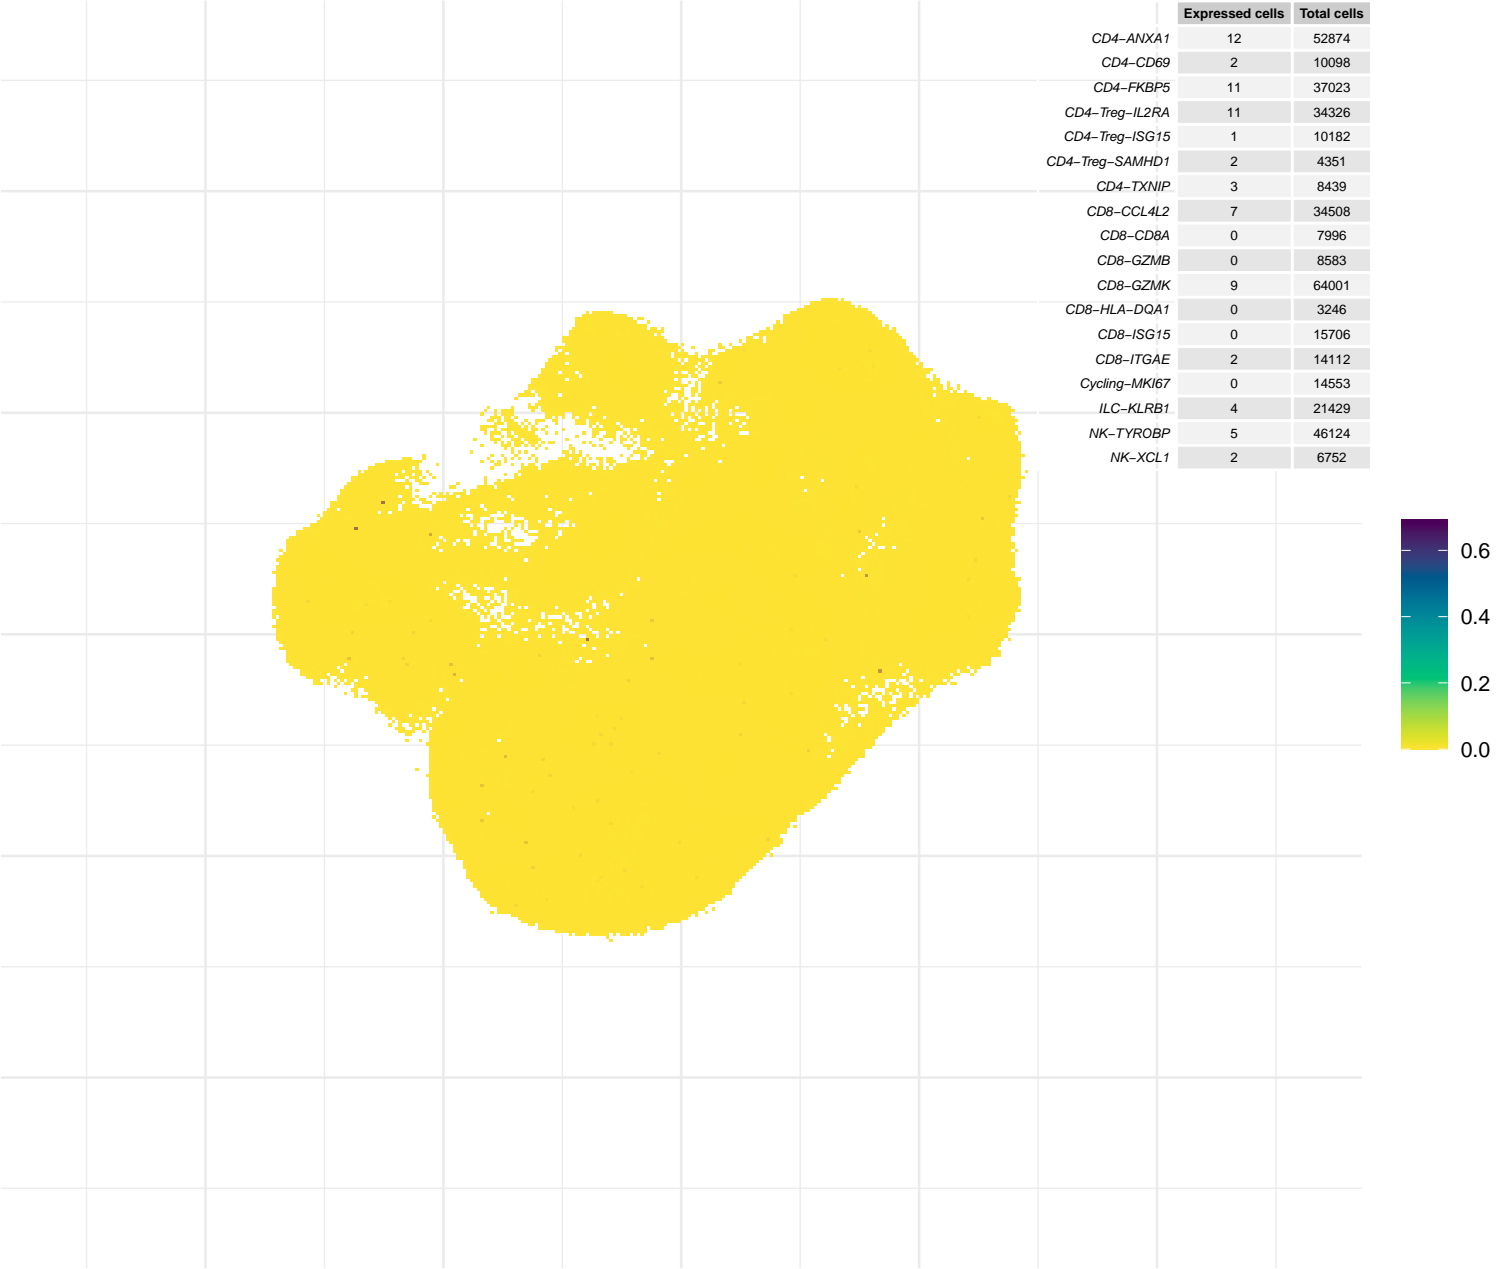 Expressed cells Total cells
CD4−ANXA1 12 52874
CD4−CD69 2 10098
CD4−FKBP5 11 37023
CD4−Treg−IL2RA 11 34326
CD4−Treg−ISG15 1 10182
CD4−Treg−SAMHD1 2 4351
CD4−TXNIP 3 8439
CD8−CCL4L2 7 34508
CD8−CD8A 0 7996
CD8−GZMB 0 8583
CD8−GZMK 9 64001
CD8−HLA−DQA1 0 3246
CD8−ISG15 0 15706
CD8−ITGAE 2 14112
Cycling−MKI67 0 14553
ILC−KLRB1 4 21429
NK−TYROBP 5 46124
NK−XCL1 2 6752
0.6
0.4
0.2
0.0